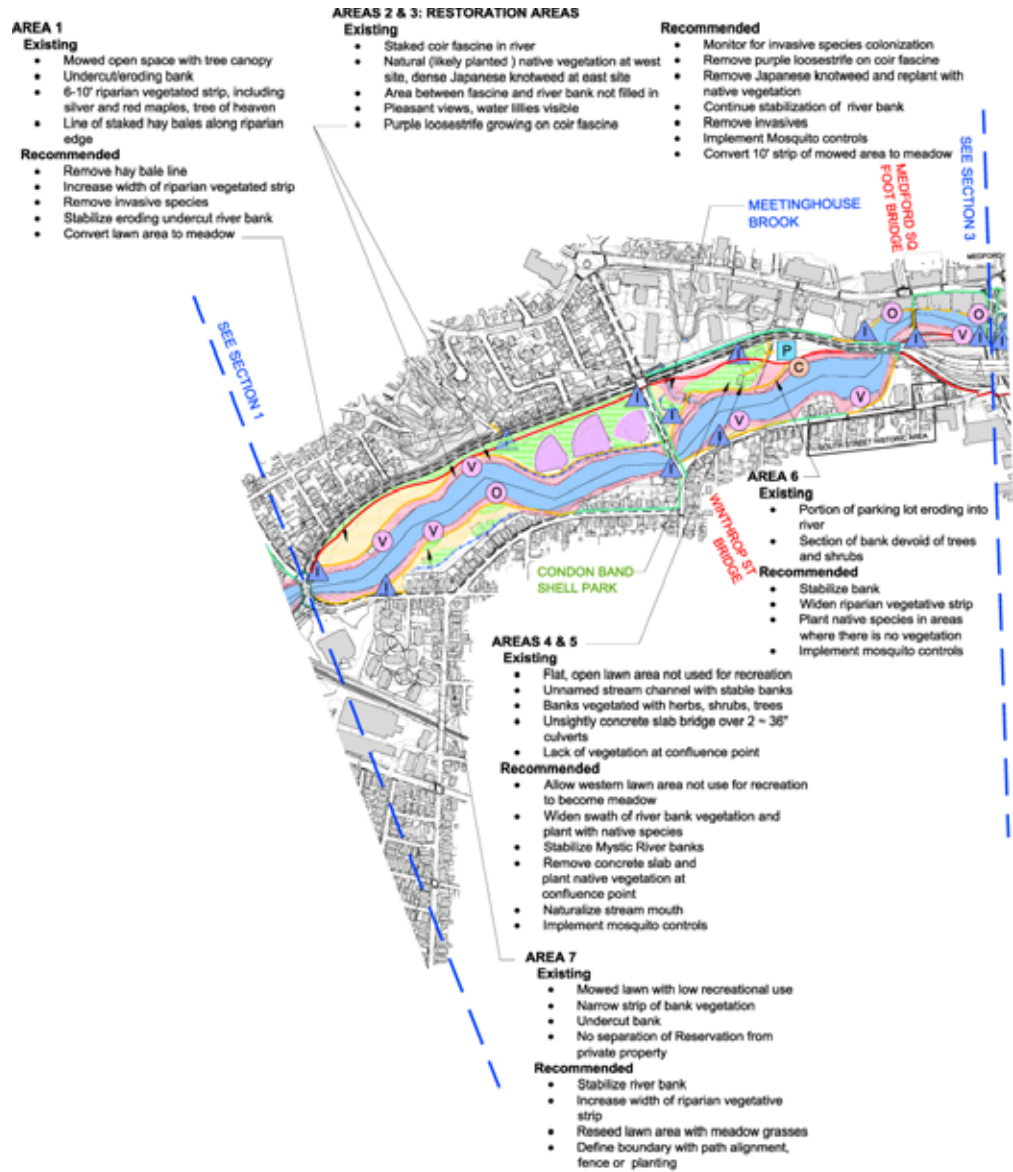 AREA 1
Existing
• Mowed open space with tree canopy
• Undercut/eroding bank
• 6-10' riparian vegetated strip, including
silver and red maples, tree of heaven
• Line of staked hay bales along riparian
edge
Recommended
• Remove hay bale line
• Increase width of riparian vegetated strip
• Remove invasive species
• Stabilize eroding undercut river bank
• Convert lawn area to meadow
AREAS 2 & 3: RESTORATION AREAS
Existing
• Staked coir fascine in river
• Natural (likely planted ) native vegetation at west
site, dense Japanese knotweed at east site
• Area between fascine and river bank not filled in
• Pleasant views, water lillies visible
• Purple loosestrife growing on coir fascine
Recommended
• Monitor for invasive species colonization
• Remove purple loosestrife on coir fascine
• Remove Japanese knotweed and replant with
native vegetation
• Continue stabilization of river bank
• Remove invasives
• Implement Mosquito controls
• Convert 10' strip of mowed area to meadow
MEETINGHOUSE
BROOK
MEDFORD SQ
FOOT BRIDGE
SEE SECTION 3
MEDFORD
SEE SECTION 1
O
O
I
I
V
I
I
P
I
C
I
I
V
V
I
SOUTH STREET HISTORIC AREA
V
I
O
V
V
I
I
CONDON BAND
SHELL PARK
WINTHROP ST
BRIDGE
AREA 6
Existing
• Portion of parking lot eroding into
river
• Section of bank devoid of trees
and shrubs
Recommended
• Stabilize bank
• Widen riparian vegetative strip
• Plant native species in areas
where there is no vegetation
• Implement mosquito controls
AREAS 4 & 5
Existing
• Flat, open lawn area not used for recreation
• Unnamed stream channel with stable banks
• Banks vegetated with herbs, shrubs, trees
• Unsightly concrete slab bridge over 2 ~ 36"
culverts
• Lack of vegetation at confluence point
Recommended
• Allow western lawn area not use for recreation
to become meadow
• Widen swath of river bank vegetation and
plant with native species
• Stabilize Mystic River banks
• Remove concrete slab and
plant native vegetation at
confluence point
• Naturalize stream mouth
• Implement mosquito controls
AREA 7
Existing
• Mowed lawn with low recreational use
• Narrow strip of bank vegetation
• Undercut bank
• No separation of Reservation from
private property
Recommended
• Stabilize river bank
• Increase width of riparian vegetative
strip
• Reseed lawn area with meadow grasses
• Define boundary with path alignment,
fence or planting